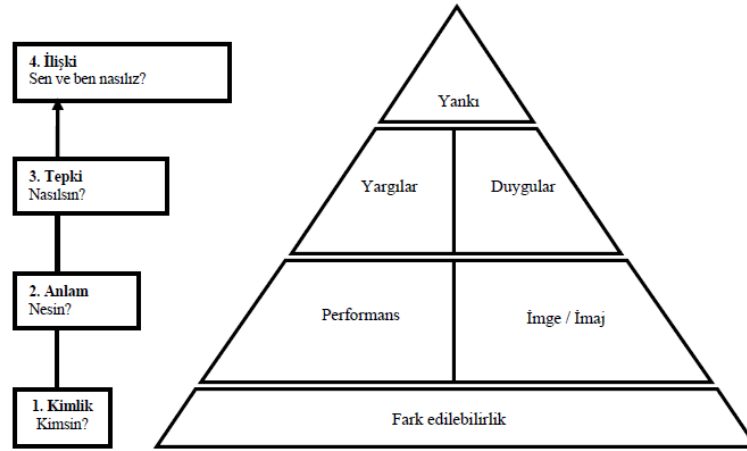 4. İlişki
Sen ve ben nasılız?
Yankı
3. Tepki
Nasılsın?
Yargılar
Duygular
2. Anlam
Nesin?
Performans
İmge / İmaj
1. Kimlik
Kimsin?
Fark edilebilirlik